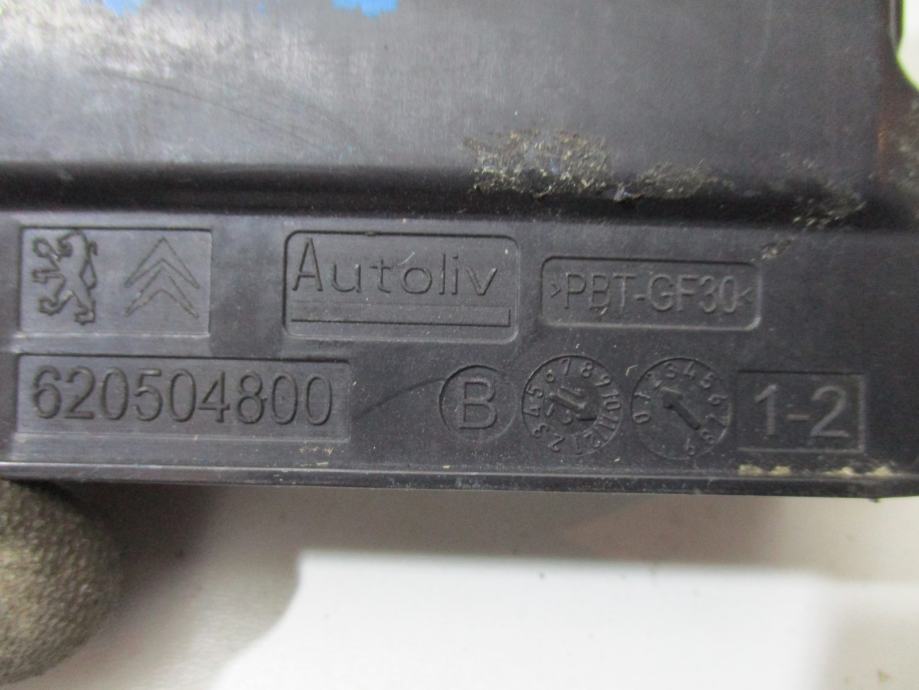 Autoliv
>PBT-GF30<
620504800
B
1-2